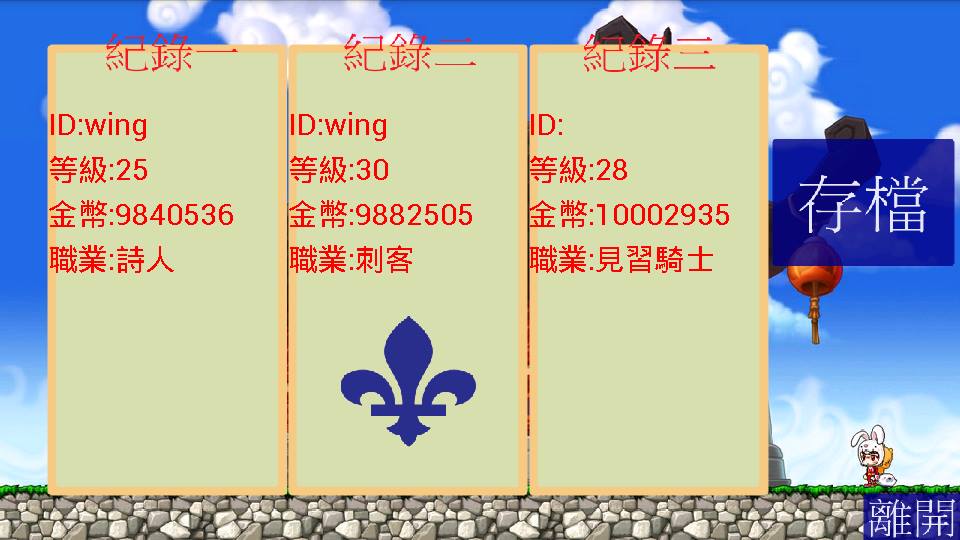 紀錄一
ID:wing
等級:25
金幣:9840536
職業:詩人
紀錄二
ID:wing
等級:30
金幣:9882505
職業:刺客
紀錄三
ID:
等級:28
金幣:10002935
職業:見習騎士
存檔
離開